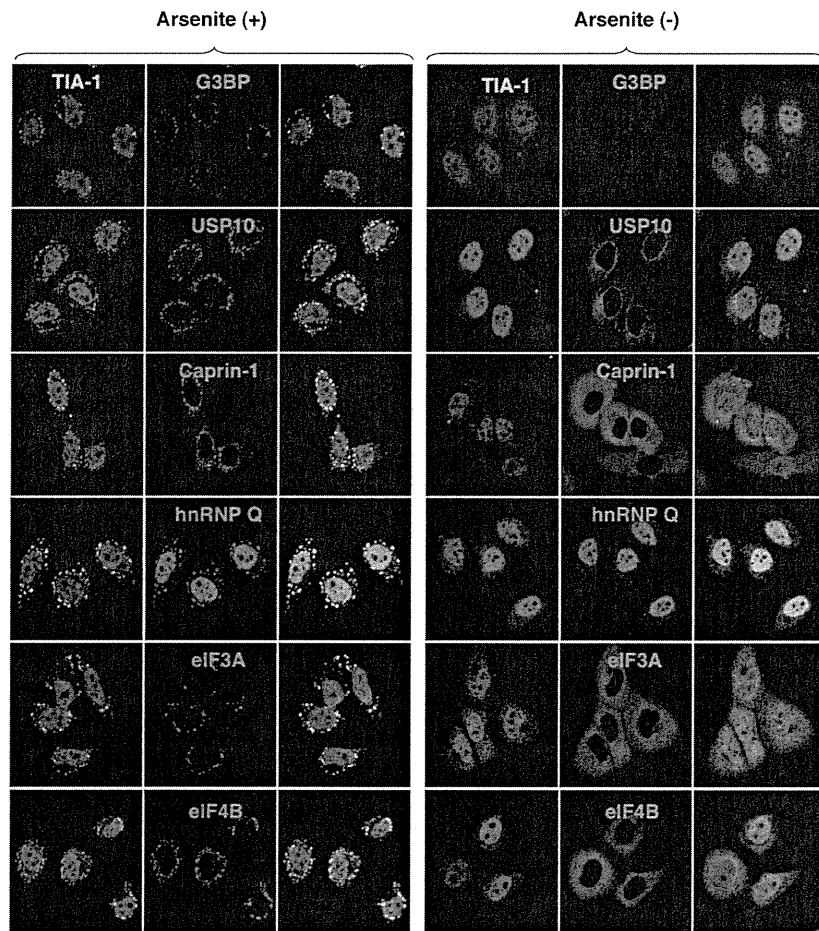 Arsenite (+) Arsenite (-)
TIA-1 G3BP TIA-1 G3BP
USP10 USP10
Caprin-1 Caprin-1
hnRNP Q hnRNP Q
eIF3A eIF3A
eIF4B eIF4B